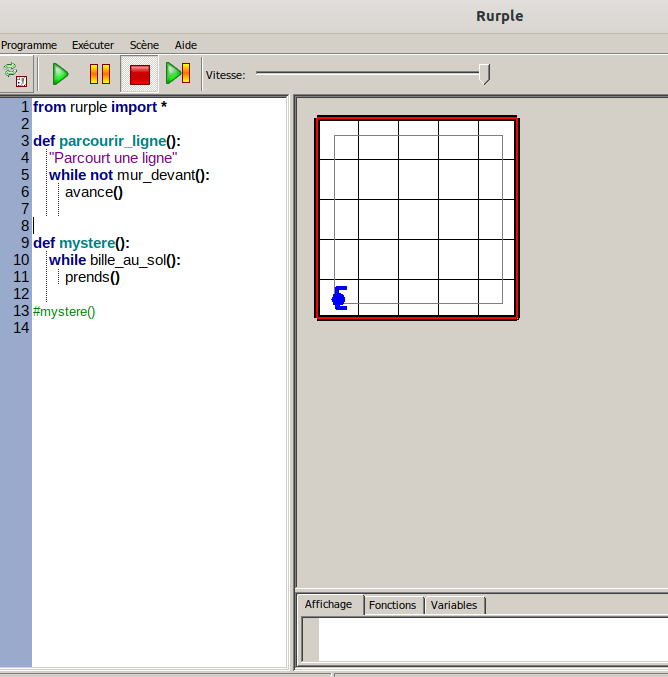 Rurple
Programme Exécuter Scène Aide
Vitesse:
1 from rurple import *
2
3 def parcourir_ligne():
4 "Parcourt une ligne"
5 while not mur_devant():
6 avance()
7
8
9 def mystere():
10 while bille_au_sol():
11 prends()
12
13 #mystere()
14
Affichage Fonctions Variables